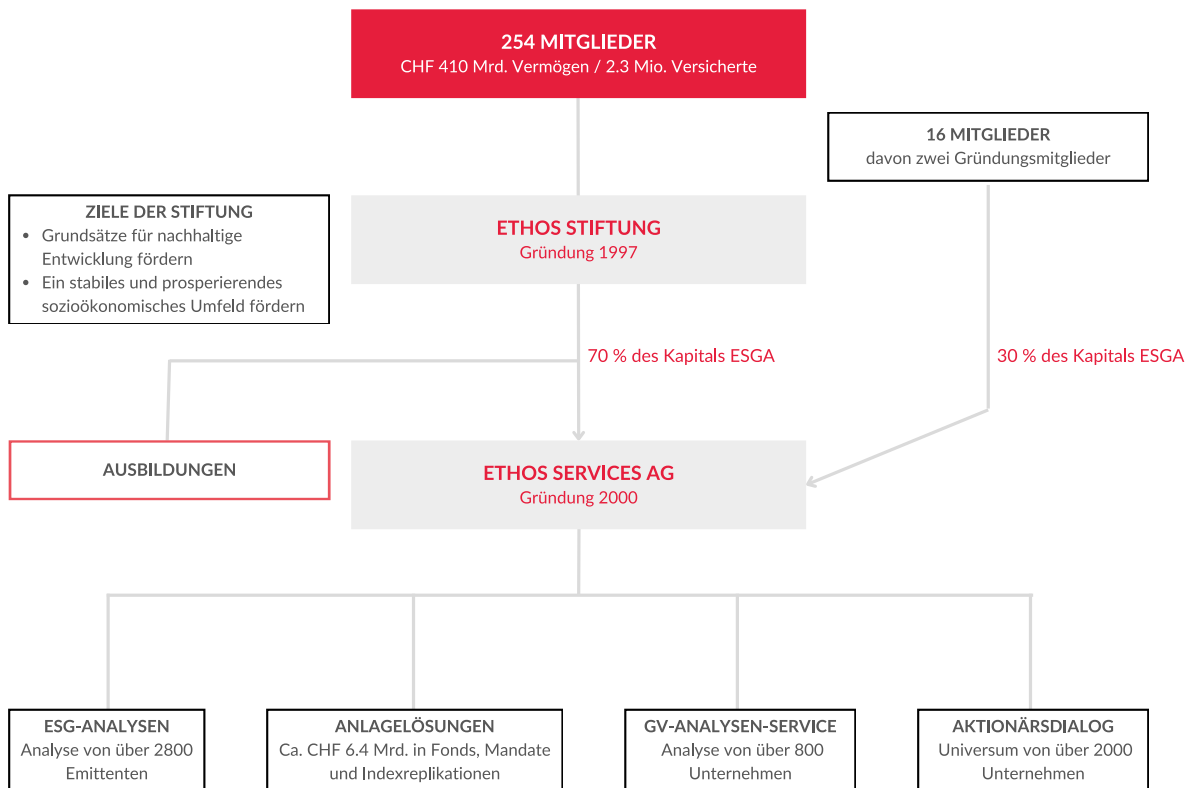 254 MITGLIEDER
CHF 410 Mrd. Vermögen / 2.3 Mio. Versicherte
16 MITGLIEDER
davon zwei Gründungsmitglieder
ZIELE DER STIFTUNG
• Grundsätze für nachhaltige
Entwicklung fördern
• Ein stabiles und prosperierendes
sozioökonomisches Umfeld fördern
ETHOS STIFTUNG
Gründung 1997
70 % des Kapitals ESGA
30 % des Kapitals ESGA
AUSBILDUNGEN
ETHOS SERVICES AG
Gründung 2000
ESG-ANALYSEN
Analyse von über 2800
Emittenten
ANLAGELÖSUNGEN
Ca. CHF 6.4 Mrd. in Fonds, Mandate
und Indexreplikationen
GV-ANALYSEN-SERVICE
Analyse von über 800
Unternehmen
AKTIONÄRSDIALOG
Universum von über 2000
Unternehmen